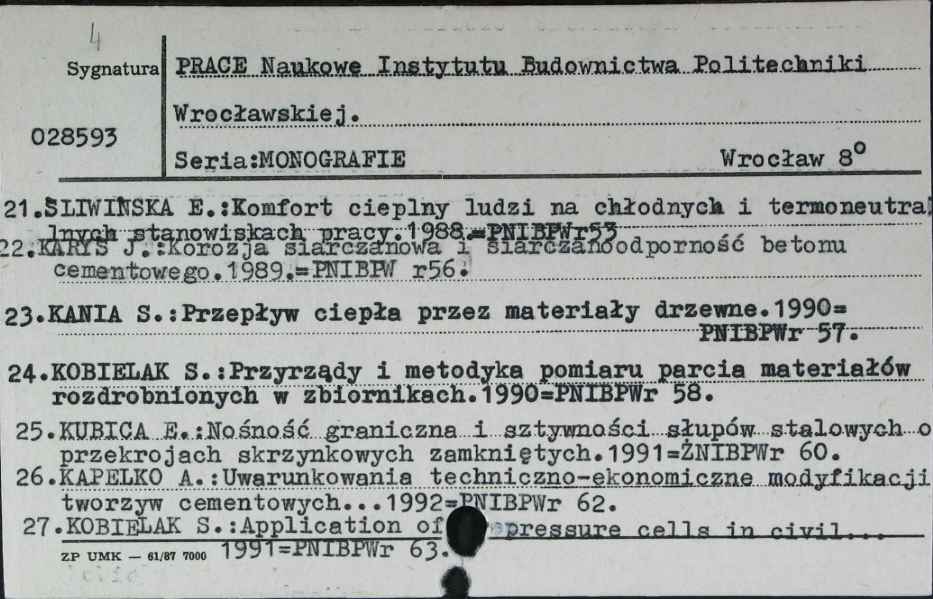 4
Sygnatura
PRACE Naukowe Instytutu Budownictwa Politechniki
Wrocławskiej.
028593
Seria:MONOGRAFIE Wrocław 8°
21.ŚLIWIŃSKA E.:Komfort cieplny ludzi na chłodnych i termoneutral
lnych stanowiskach pracy.1988.=PNIBPWr53
22.KARYŚ J.:Korozja siarczanowa i siarczanoodporność betonu
cementowego.1989.=PNIBPW r56.
23.KANIA S.:Przepływ ciepła przez materiały drzewne.1990=
PNIBPWr 57.
24.KOBIELAK S.:Przyrządy i metodyka pomiaru parcia materiałów
rozdrobnionych w zbiornikach.1990=PNIBPWr 58.
25.KUBICA E.:Nośność graniczna i sztywności słupów stalowych o
przekrojach skrzynkowych zamkniętych.1991=ŻNIBPWr 60.
26.KAPELKO A.:Uwarunkowania techniczno-ekonomiczne modyfikacji
tworzyw cementowych...1992=PNIBPWr 62.
27.KOBIELAK S.:Application of pressure cells in civil...
1991=PNIBPWr 63.
ZP UMK — 61/87 7000